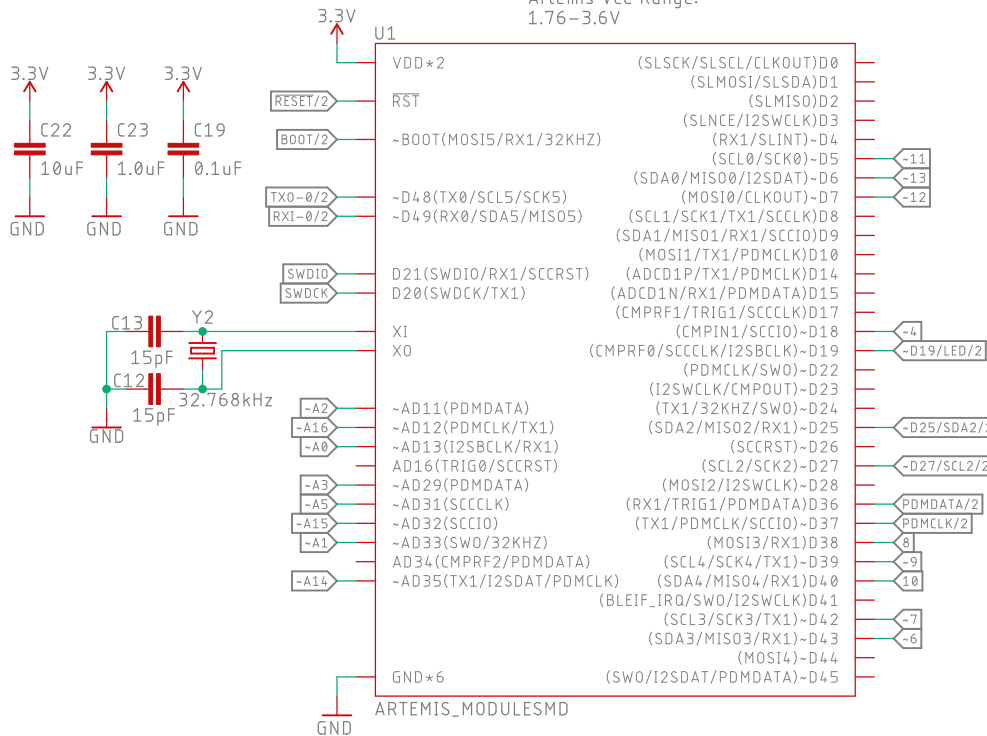 Artemis Vcc Range:
1.76-3.6V
3.3V
U1
VDD*2
RESET/2
RST
BOOT/2
~BOOT(MOSI5/RX1/32KHZ)
TXO-0/2
~D48(TX0/SCL5/SCK5)
RXI-0/2
~D49(RX0/SDA5/MISO5)
SWDIO
D21(SWDIO/RX1/SCCRST)
SWDCK
D20(SWDCK/TX1)
XI
XO
~A2
~AD11(PDMDATA)
~A16
~AD12(PDMCLK/TX1)
~A0
~AD13(I2SBCLK/RX1)
AD16(TRIG0/SCCRST)
~A3
~AD29(PDMDATA)
~A5
~AD31(SCCCLK)
~A15
~AD32(SCCIO)
~A1
~AD33(SWO/32KHZ)
AD34(CMPRF2/PDMDATA)
~A14
~AD35(TX1/I2SDAT/PDMCLK)
GND*6
GND
ARTEMIS_MODULESMD
(SLSCK/SLSCL/CLKOUT)D0
(SLMOSI/SLSDA)D1
(SLMISO)D2
(SLNCE/I2SWCLK)D3
(RX1/SLINT)~D4
(SCL0/SCK0)~D5
~11
(SDA0/MISO0/I2SDAT)~D6
~13
(MOSI0/CLKOUT)~D7
~12
(SCL1/SCK1/TX1/SCCLK)D8
(SDA1/MISO1/RX1/SCCIO)D9
(MOSI1/TX1/PDMCLK)D10
(ADCD1P/TX1/PDMCLK)D14
(ADCD1N/RX1/PDMDATA)D15
(CMPRF1/TRIG1/SCCCLK)D17
(CMPIN1/SCCIO)~D18
~4
(CMPRF0/SCCCLK/I2SBCLK)~D19
~D19/LED/2
(PDMCLK/SWO)~D22
(I2SWCLK/CMPOUT)~D23
(TX1/32KHZ/SWO)~D24
(SDA2/MISO2/RX1)~D25
~D25/SDA2/2
(SCCRST)~D26
(SCL2/SCK2)~D27
~D27/SCL2/2
(MOSI2/I2SWCLK)~D28
(RX1/TRIG1/PDMDATA)D36
PDMDATA/2
(TX1/PDMCLK/SCCIO)~D37
PDMCLK/2
(MOSI3/RX1)D38
8
(SCL4/SCK4/TX1)~D39
~9
(SDA4/MISO4/RX1)D40
10
(BLEIF_IRQ/SWO/I2SWCLK)D41
(SCL3/SCK3/TX1)~D42
~7
(SDA3/MISO3/RX1)~D43
~6
(MOSI4)~D44
(SWO/I2SDAT/PDMDATA)~D45
3.3V
3.3V
3.3V
C22
C23
C19
10uF
1.0uF
0.1uF
GND
GND
GND
C13
Y2
15pF
C12
32.768kHz
15pF
GND